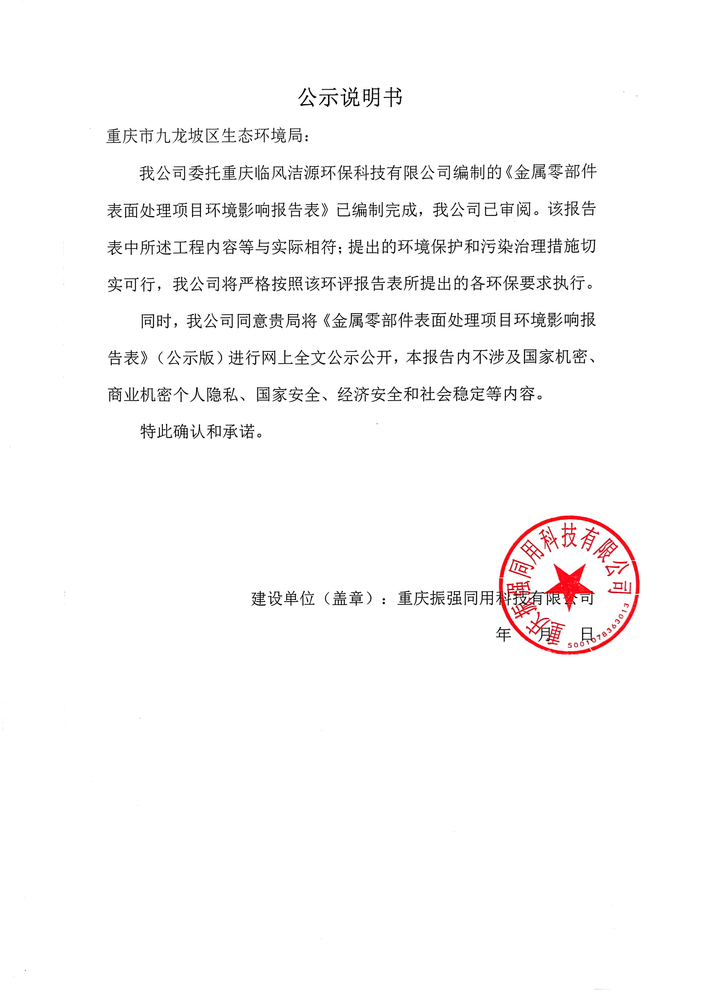 公示说明书
重庆市九龙坡区生态环境局：
我公司委托重庆临风洁源环保科技有限公司编制的《金属零部件
表面处理项目环境影响报告表》已编制完成，我公司已审阅。该报告
表中所述工程内容等与实际相符；提出的环境保护和污染治理措施切
实可行，我公司将严格按照该环评报告表所提出的各环保要求执行。
同时，我公司同意贵局将《金属零部件表面处理项目环境影响报
告表》（公示版）进行网上全文公示公开，本报告内不涉及国家机密、
商业机密个人隐私、国家安全、经济安全和社会稳定等内容。
特此确认和承诺。
建设单位（盖章）：重庆振强同用科技有限公司
年 月 日
重庆振强同用科技有限公司
5001078363013